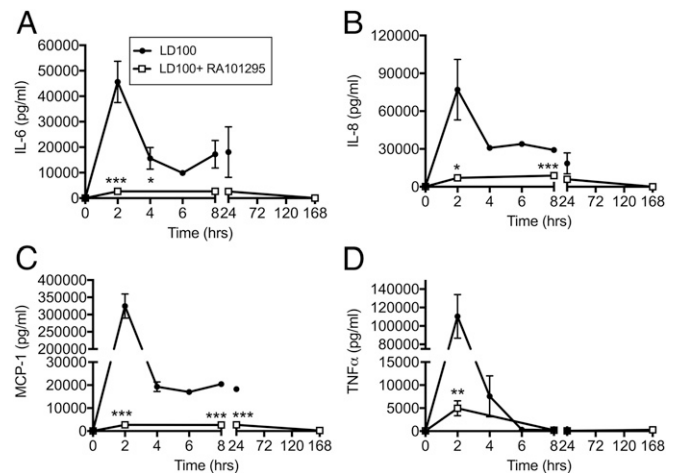 A
IL-6 (pg/ml)
60000
50000
40000
30000
20000
10000
0
LD100
LD100+ RA101295
***
*
0 2 4 6 8 24 72 120 168
Time (hrs)
B
IL-8 (pg/ml)
120000
90000
60000
30000
0
*
***
0 2 4 6 8 24 72 120 168
Time (hrs)
C
MCP-1 (pg/ml)
400000
350000
300000
250000
200000
150000
100000
30000
20000
10000
0
*** *** ***
0 2 4 6 8 24 72 120 168
Time (hrs)
D
TNFα (pg/ml)
140000
120000
100000
80000
60000
40000
15000
10000
5000
0
**
0 2 4 6 8 24 72 120 168
Time (hrs)